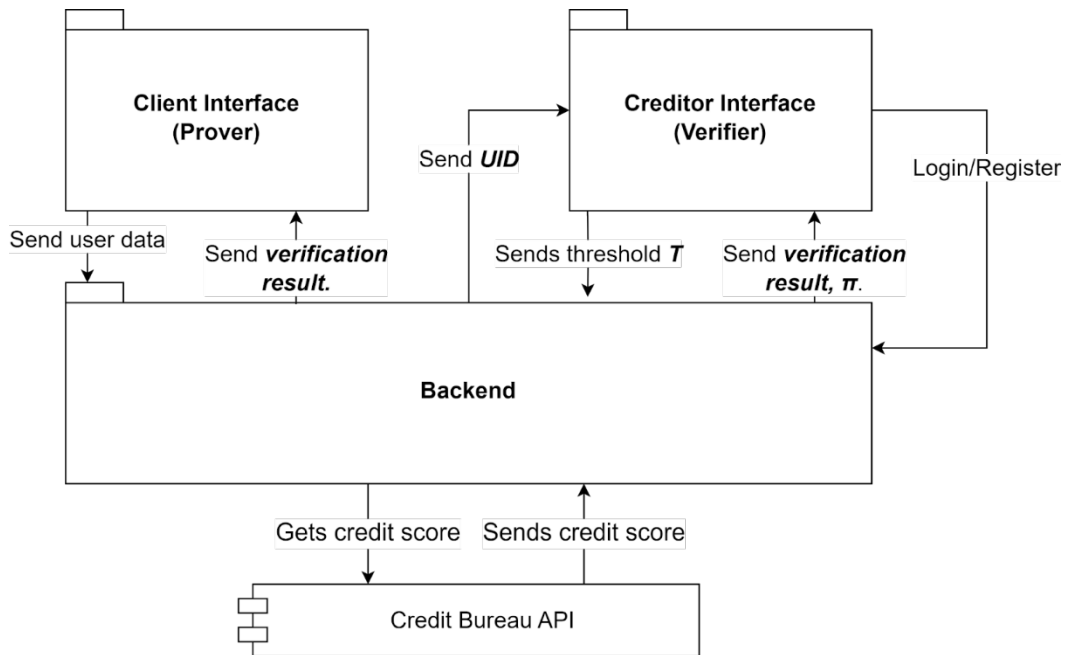 Client Interface
(Prover)
Creditor Interface
(Verifier)
Send UID
Login/Register
Send user data
Send verification
result.
Sends threshold T
Send verification
result, π.
Backend
Gets credit score
Sends credit score
Credit Bureau API